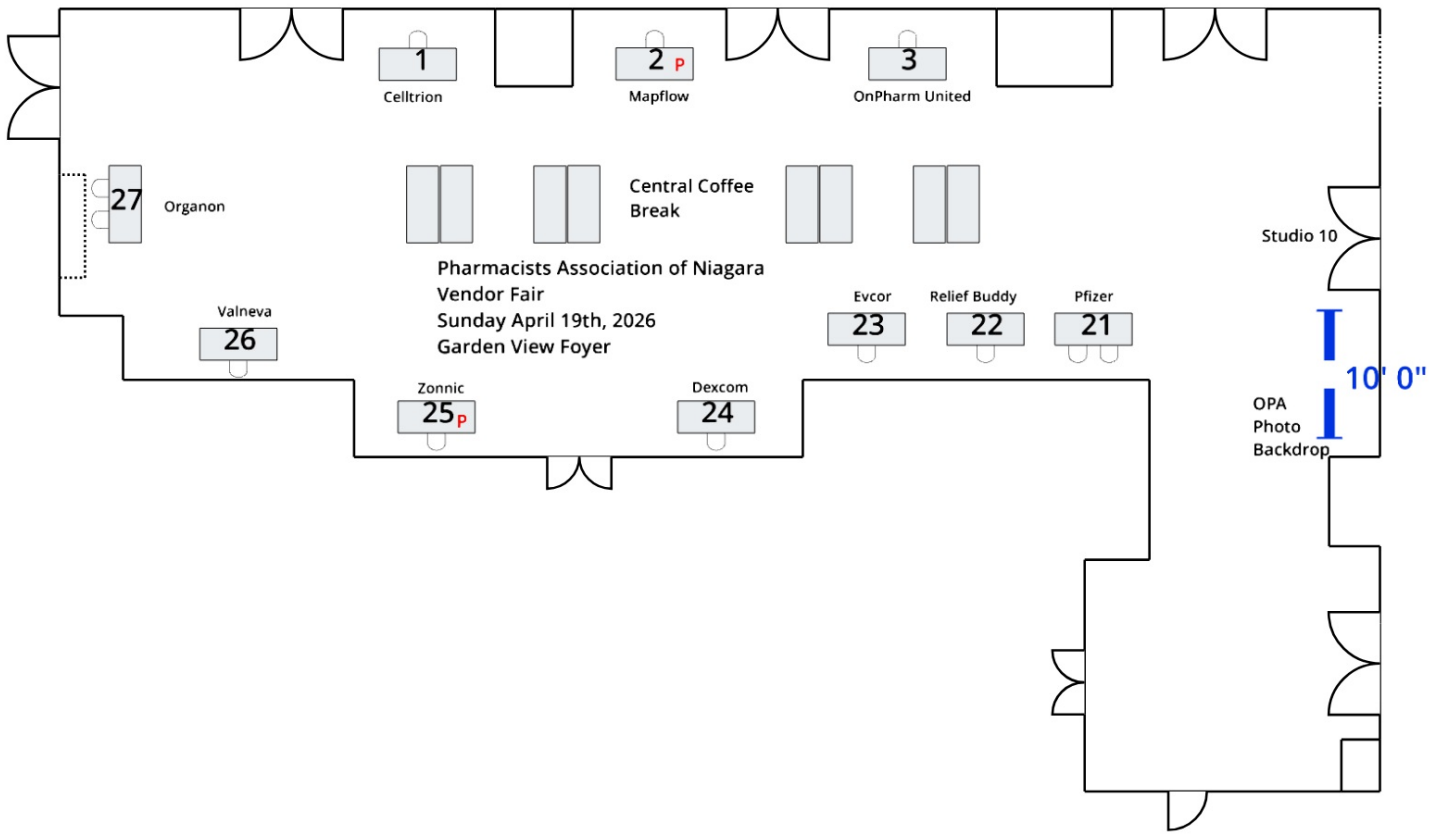 1
Celltrion
2 P
Mapflow
3
OnPharm United
27
Organon
Central Coffee
Break
Studio 10
Pharmacists Association of Niagara
Vendor Fair
Sunday April 19th, 2026
Garden View Foyer
Valneva
26
Evcor
23
Relief Buddy
22
Pfizer
21
10' 0"
Zonnic
25 P
Dexcom
24
OPA
Photo
Backdrop